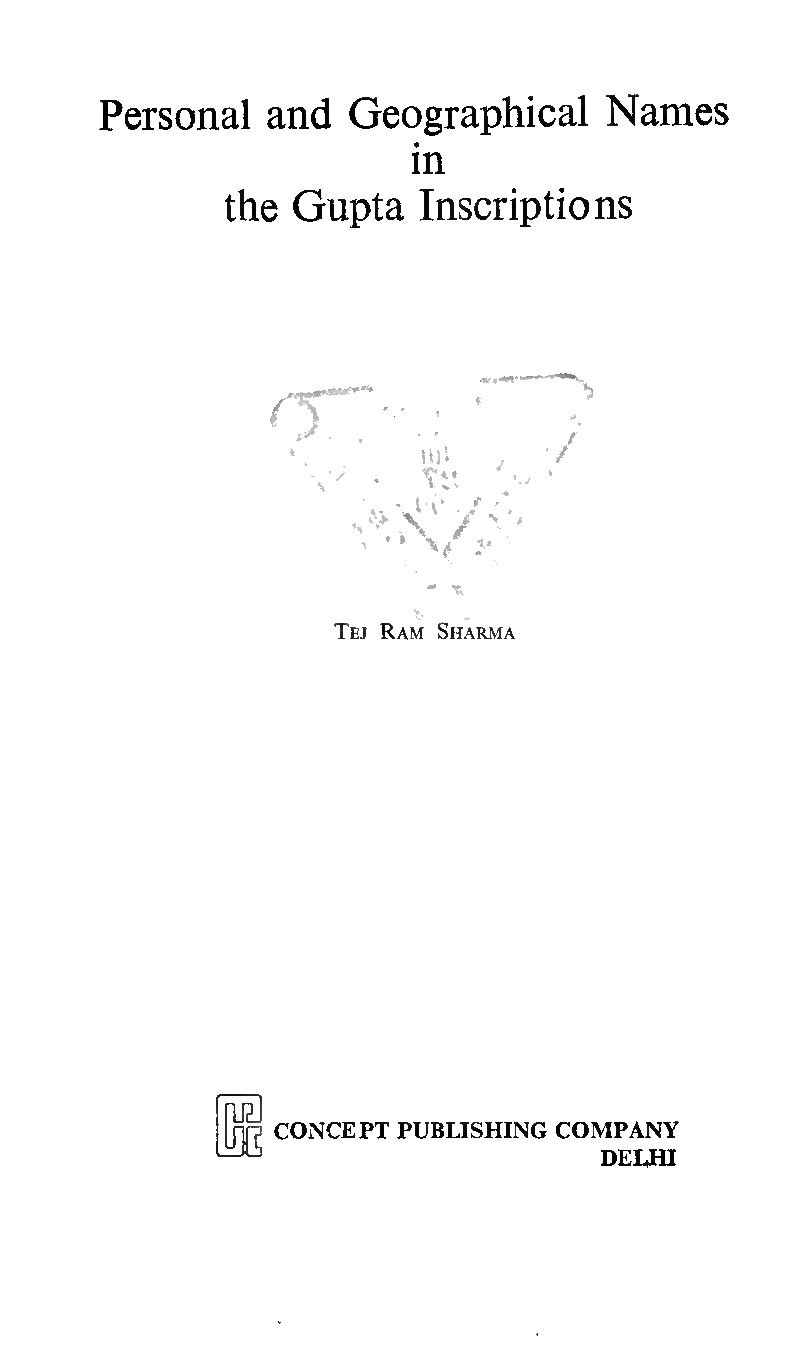 Personal and Geographical Names
in
the Gupta Inscriptions
TEJ RAM SHARMA
CONCEPT PUBLISHING COMPANY
DELHI